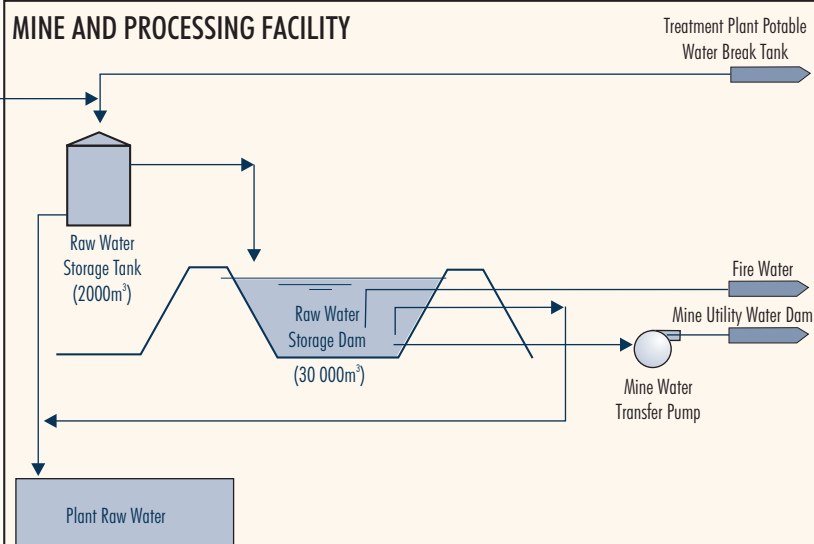 MINE AND PROCESSING FACILITY
Treatment Plant Potable
Water Break Tank
Raw Water
Storage Tank
(2000m³)
Raw Water
Storage Dam
(30 000m³)
Fire Water
Mine Utility Water Dam
Mine Water
Transfer Pump
Plant Raw Water